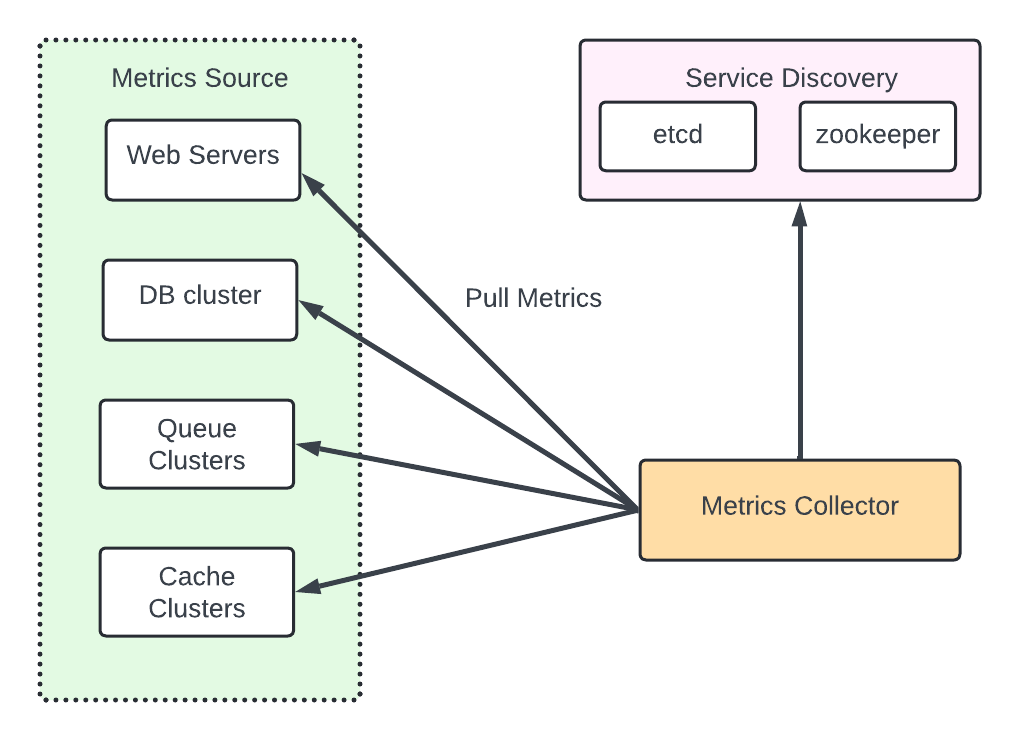 Metrics Source
Web Servers
DB cluster
Queue
Clusters
Cache
Clusters
Pull Metrics
Service Discovery
etcd
zookeeper
Metrics Collector